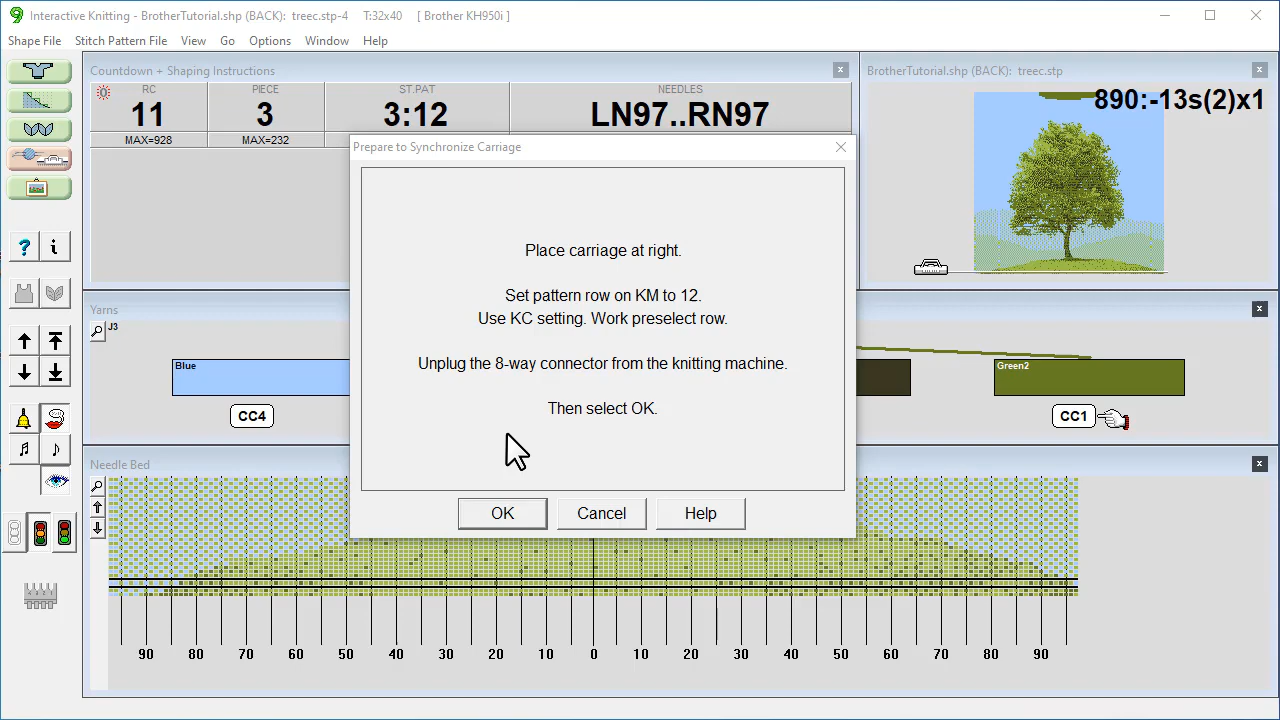 Interactive Knitting - BrotherTutorial.shp (BACK): treec.stp-4 T:32x40 [ Brother KH950i ]
Shape File Stitch Pattern File View Go Options Window Help
Countdown + Shaping Instructions
RC PIECE ST.PAT NEEDLES
11 3 3:12 LN97..RN97
MAX=928 MAX=232
BrotherTutorial.shp (BACK): treec.stp
890:-13s(2)x1
Prepare to Synchronize Carriage
Place carriage at right.
Set pattern row on KM to 12.
Use KC setting. Work preselect row.
Unplug the 8-way connector from the knitting machine.
Then select OK.
OK Cancel Help
Yarns
J3
Blue Green2
CC4 CC1
Needle Bed
90 80 70 60 50 40 30 20 10 0 10 20 30 40 50 60 70 80 90